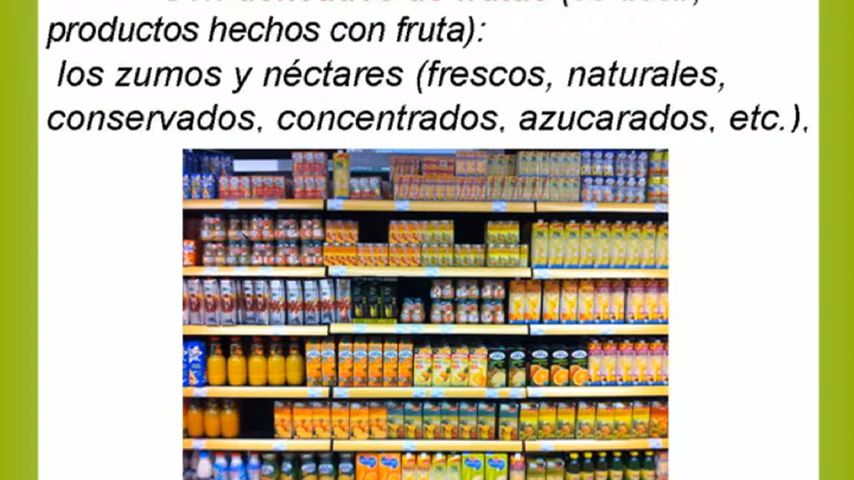 productos hechos con fruta):
los zumos y néctares (frescos, naturales,
conservados, concentrados, azucarados, etc.),